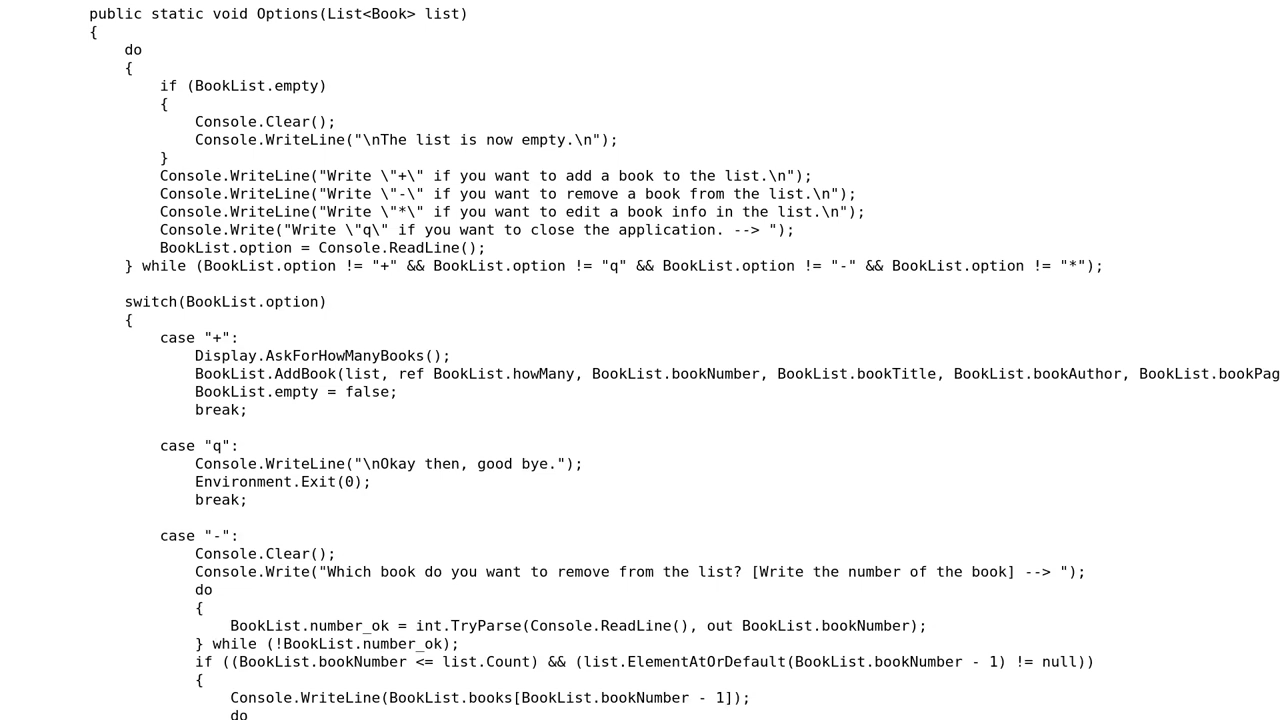 public static void Options(List<Book> list)
{
do
{
if (BookList.empty)
{
Console.Clear();
Console.WriteLine("\nThe list is now empty.\n");
}
Console.WriteLine("Write \"+\" if you want to add a book to the list.\n");
Console.WriteLine("Write \"-\" if you want to remove a book from the list.\n");
Console.WriteLine("Write \"*\" if you want to edit a book info in the list.\n");
Console.Write("Write \"q\" if you want to close the application. --> ");
BookList.option = Console.ReadLine();
} while (BookList.option != "+" && BookList.option != "q" && BookList.option != "-" && BookList.option != "*");
switch(BookList.option)
{
case "+":
Display.AskForHowManyBooks();
BookList.AddBook(list, ref BookList.howMany, BookList.bookNumber, BookList.bookTitle, BookList.bookAuthor, BookList.bookPag
BookList.empty = false;
break;
case "q":
Console.WriteLine("\nOkay then, good bye.");
Environment.Exit(0);
break;
case "-":
Console.Clear();
Console.Write("Which book do you want to remove from the list? [Write the number of the book] --> ");
do
{
BookList.number_ok = int.TryParse(Console.ReadLine(), out BookList.bookNumber);
} while (!BookList.number_ok);
if ((BookList.bookNumber <= list.Count) && (list.ElementAtOrDefault(BookList.bookNumber - 1) != null))
{
Console.WriteLine(BookList.books[BookList.bookNumber - 1]);
do